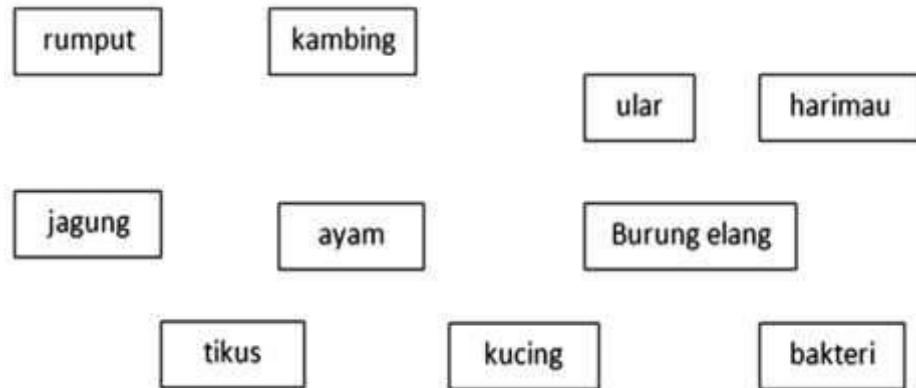 rumput
kambing
ular
harimau
jagung
ayam
Burung elang
tikus
kucing
bakteri